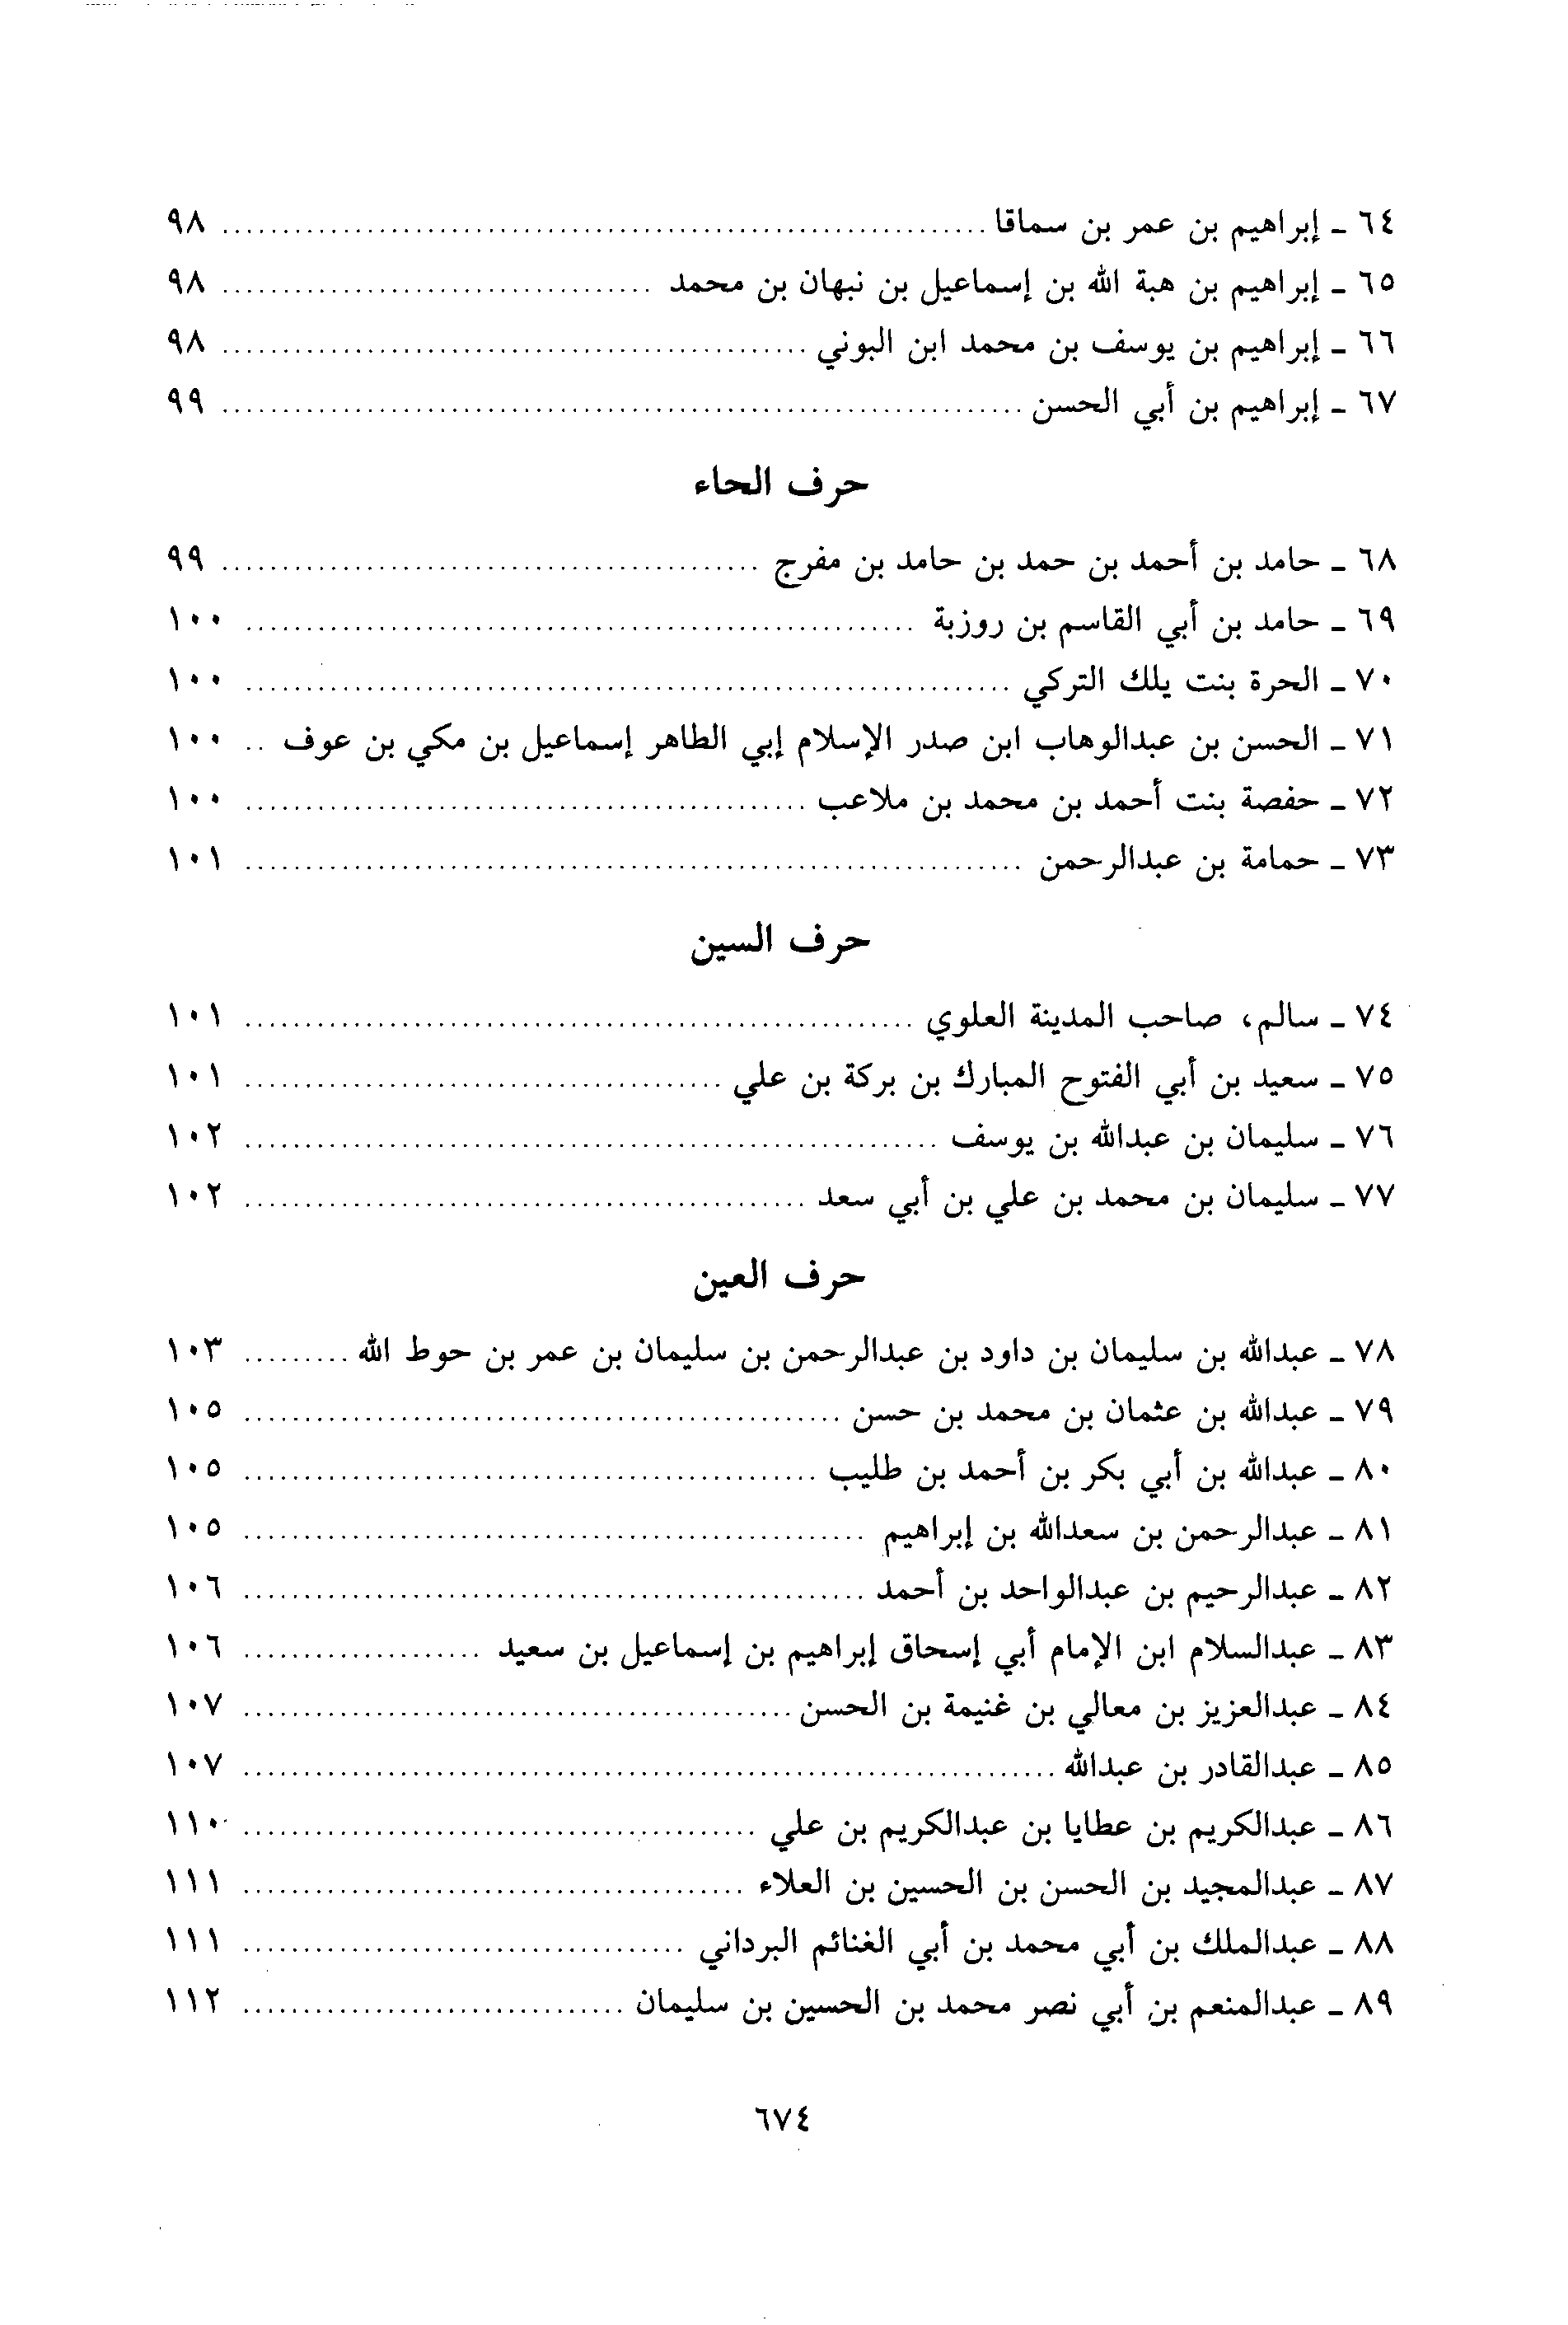 ٦٤ ـ إبراهيم بن عمر بن سماقا ........................ ٩٨
٦٥ ـ إبراهيم بن هبة الله بن إسماعيل بن نبهان بن محمد ........................ ٩٨
٦٦ ـ إبراهيم بن يوسف بن محمد ابن البوني ........................ ٩٨
٦٧ ـ إبراهيم بن أبي الحسن ........................ ٩٩
حرف الحاء
٦٨ ـ حامد بن أحمد بن حمد بن حامد بن مفرج ........................ ٩٩
٦٩ ـ حامد بن أبي القاسم بن روزبة ........................ ١٠٠
٧٠ ـ الحرة بنت يلك التركي ........................ ١٠٠
٧١ ـ الحسن بن عبدالوهاب ابن صدر الإسلام إبي الطاهر إسماعيل بن مكي بن عوف .. ١٠٠
٧٢ ـ حفصة بنت أحمد بن محمد بن ملاعب ........................ ١٠٠
٧٣ ـ حمامة بن عبدالرحمن ........................ ١٠١
حرف السين
٧٤ ـ سالم، صاحب المدينة العلوي ........................ ١٠١
٧٥ ـ سعيد بن أبي الفتوح المبارك بن بركة بن علي ........................ ١٠١
٧٦ ـ سليمان بن عبدالله بن يوسف ........................ ١٠٢
٧٧ ـ سليمان بن محمد بن علي بن أبي سعد ........................ ١٠٢
حرف العين
٧٨ ـ عبدالله بن سليمان بن داود بن عبدالرحمن بن سليمان بن عمر بن حوط الله ......... ١٠٣
٧٩ ـ عبدالله بن عثمان بن محمد بن حسن ........................ ١٠٥
٨٠ ـ عبدالله بن أبي بكر بن أحمد بن طليب ........................ ١٠٥
٨١ ـ عبدالرحمن بن سعدالله بن إبراهيم ........................ ١٠٥
٨٢ ـ عبدالرحيم بن عبدالواحد بن أحمد ........................ ١٠٦
٨٣ ـ عبدالسلام ابن الإمام أبي إسحاق إبراهيم بن إسماعيل بن سعيد .................... ١٠٦
٨٤ ـ عبدالعزيز بن معالي بن غنيمة بن الحسن ........................ ١٠٧
٨٥ ـ عبدالقادر بن عبدالله ........................ ١٠٧
٨٦ ـ عبدالكريم بن عطايا بن عبدالكريم بن علي ........................ ١١٠
٨٧ ـ عبدالمجيد بن الحسن بن الحسين بن العلاء ........................ ١١١
٨٨ ـ عبدالملك بن أبي محمد بن أبي الغنائم البرداني ........................ ١١١
٨٩ ـ عبدالمنعم بن أبي نصر محمد بن الحسين بن سليمان ........................ ١١٢
٦٧٤